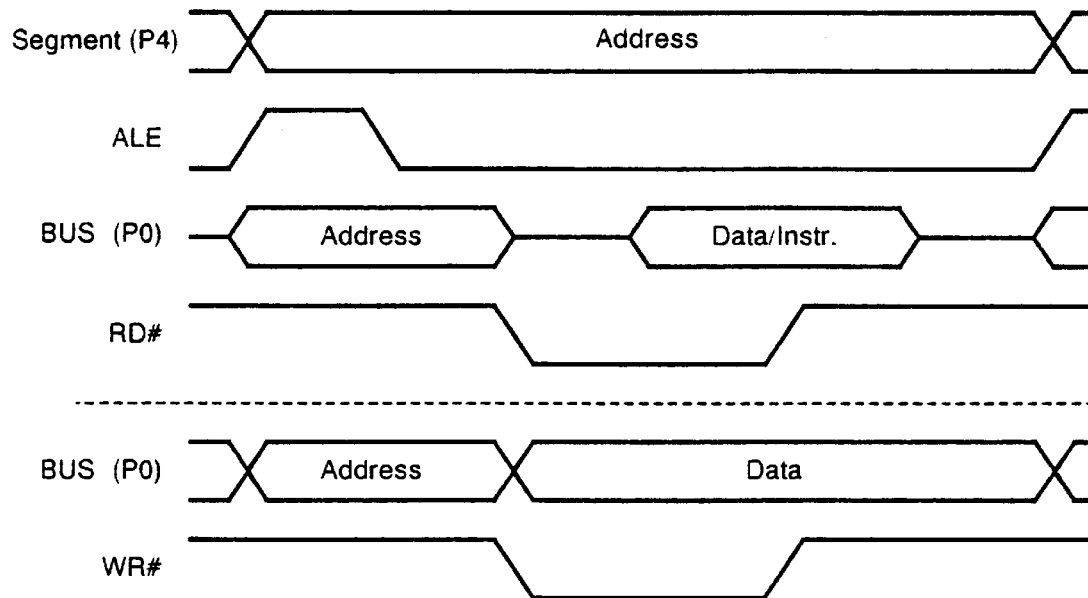 Segment (P4) Address
ALE
BUS (P0) Address Data/Instr.
RD#
BUS (P0) Address Data
WR#